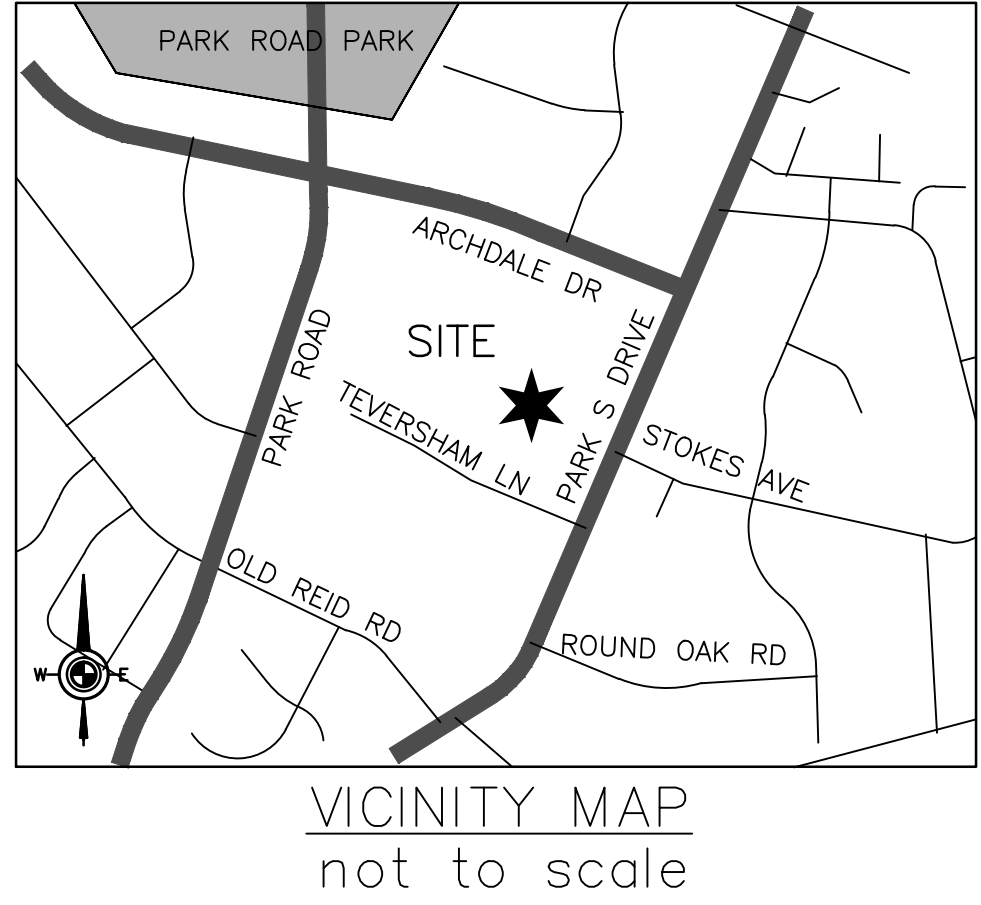 PARK ROAD PARK
ARCHDALE DR
PARK ROAD
SITE
PARK S DRIVE
TEVERSHAM LN
STOKES AVE
OLD REID RD
ROUND OAK RD
W E
VICINITY MAP
not to scale